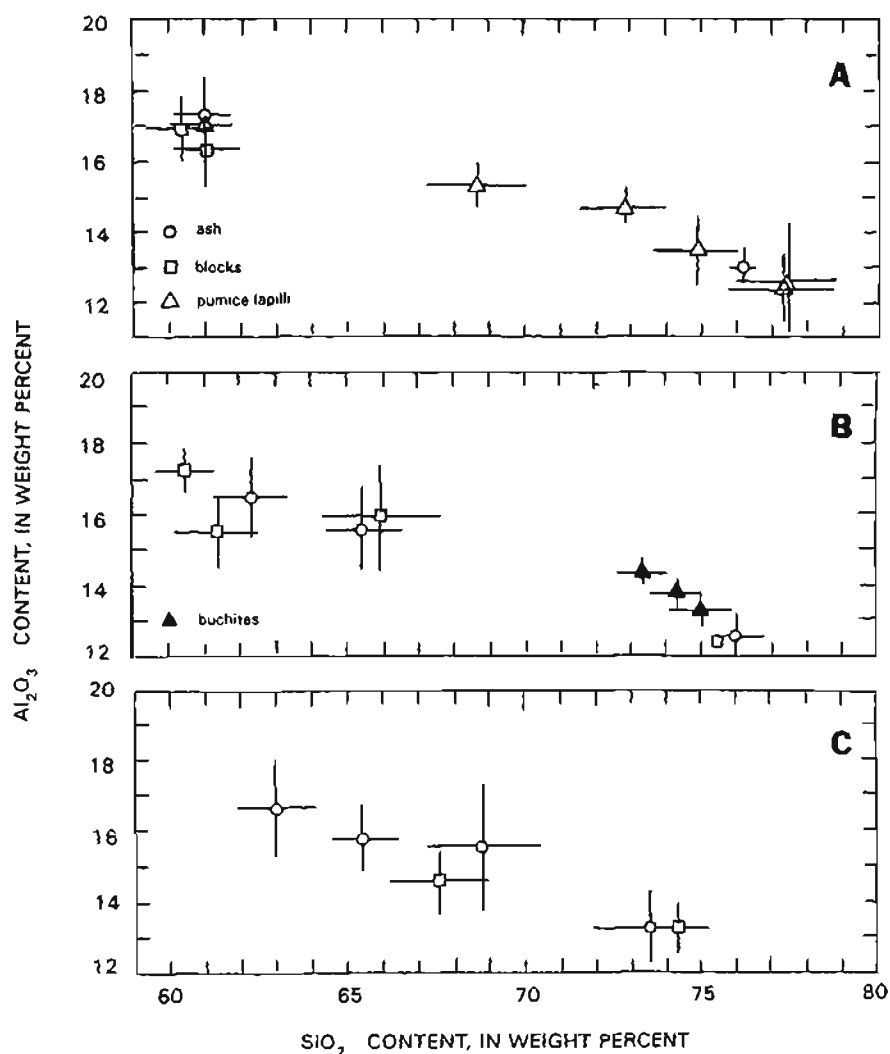 20
18
16
14
12
A
ash
blocks
pumice lapilli
20
18
16
14
12
B
buchites
20
18
16
14
12
C
60 65 70 75 80
Al2O3 CONTENT, IN WEIGHT PERCENT
SIO2 CONTENT, IN WEIGHT PERCENT